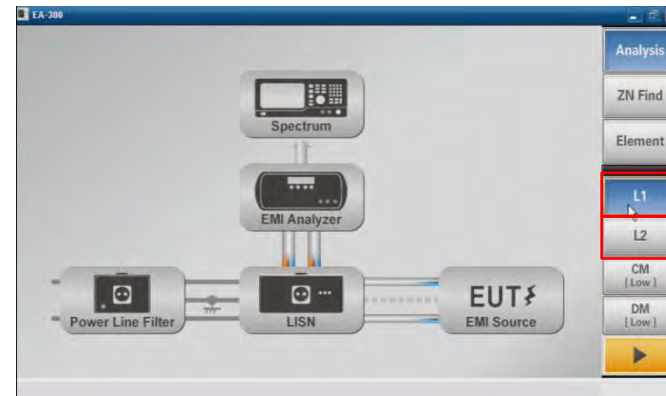 EA-300
Analysis
ZN Find
Element
L1
L2
CM
[Low]
DM
[Low]
Spectrum
EMI Analyzer
Power Line Filter
LISN
EUT
EMI Source